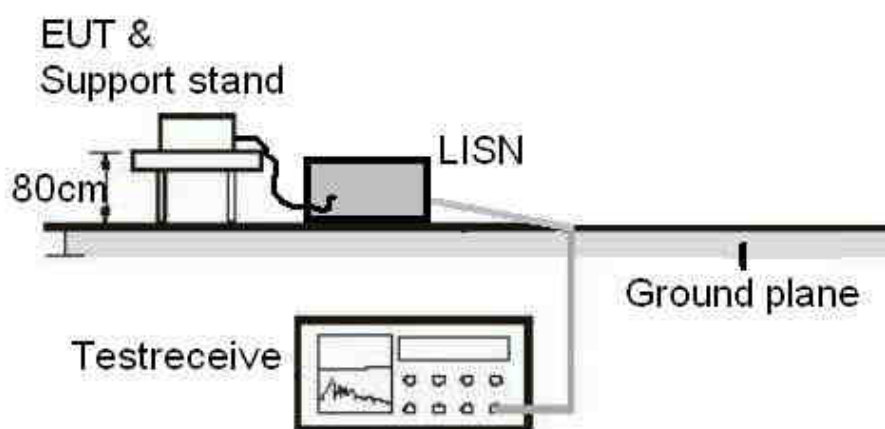 EUT &
Support stand
LISN
80cm
Ground plane
Testreceive